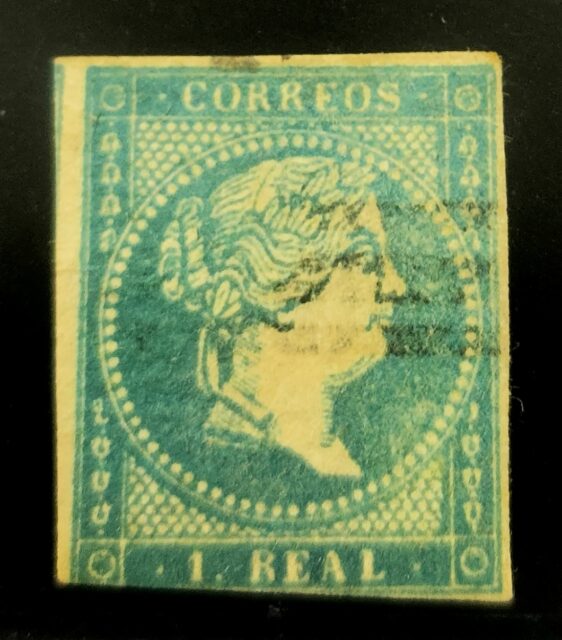 · CORREOS ·
· 1. REAL ·